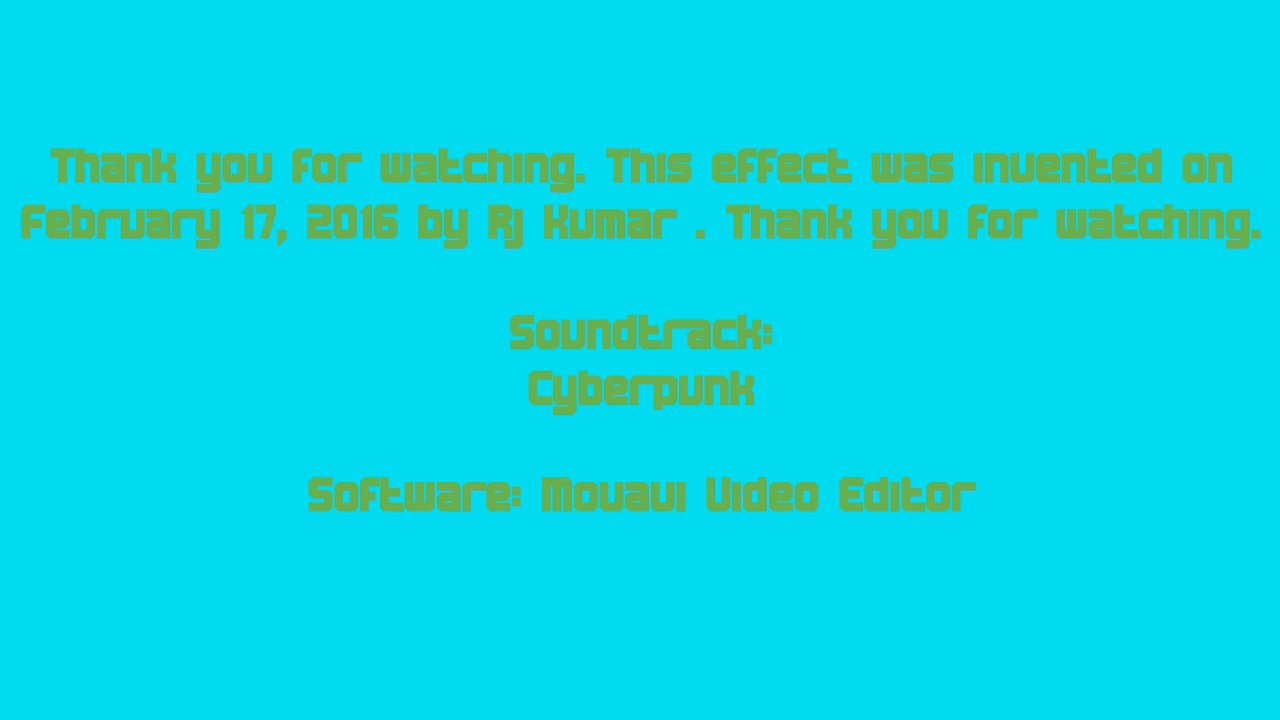 Thank you for watching. This effect was invented on
February 17, 2016 by Rj Kumar . Thank you for watching.
Soundtrack:
Cyberpunk
Software: Movavi Video Editor